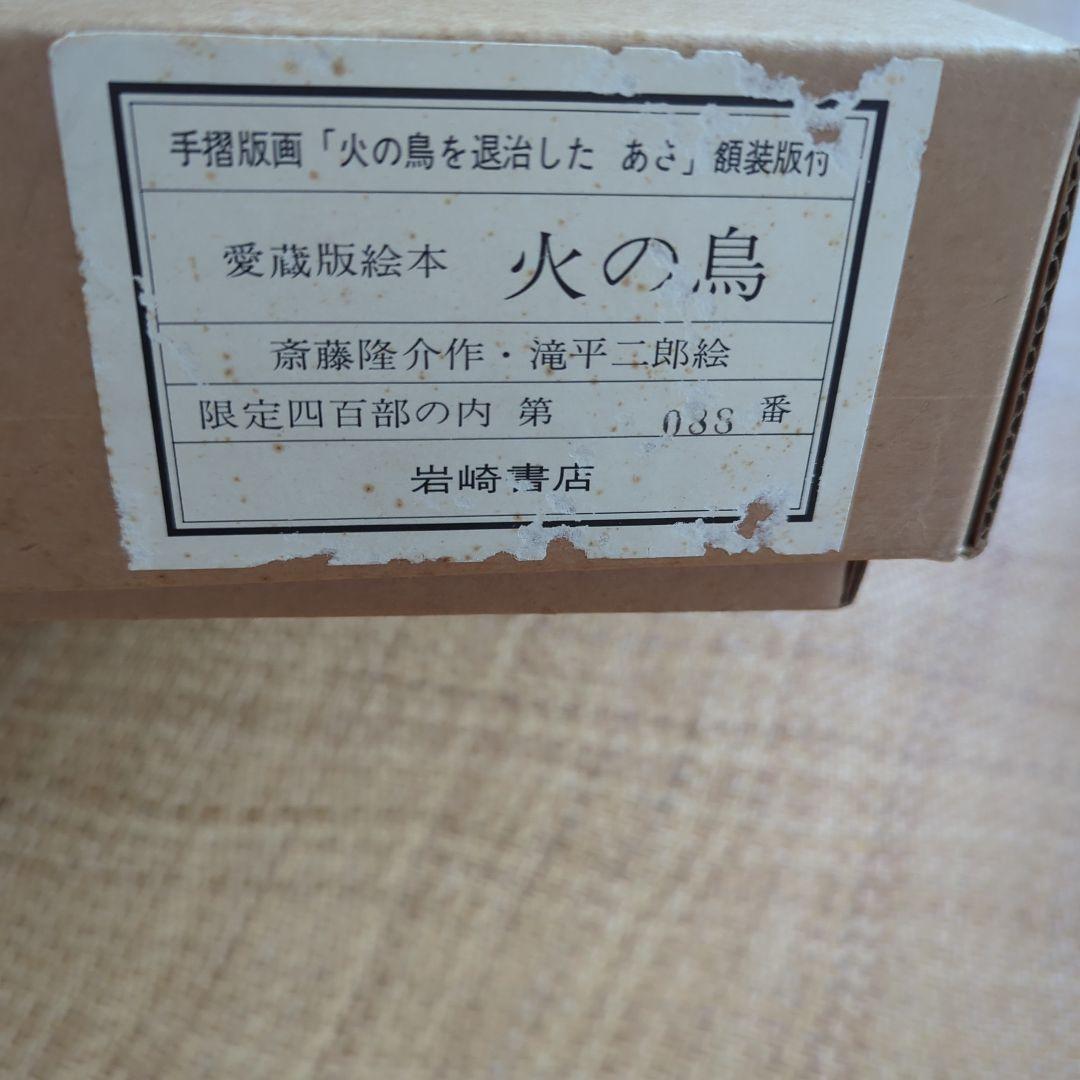 手摺版画「火の鳥を退治した あさ」額装版付
愛蔵版絵本 火の鳥
斎藤隆介作・滝平二郎絵
限定四百部の内 第 088 番
岩崎書店